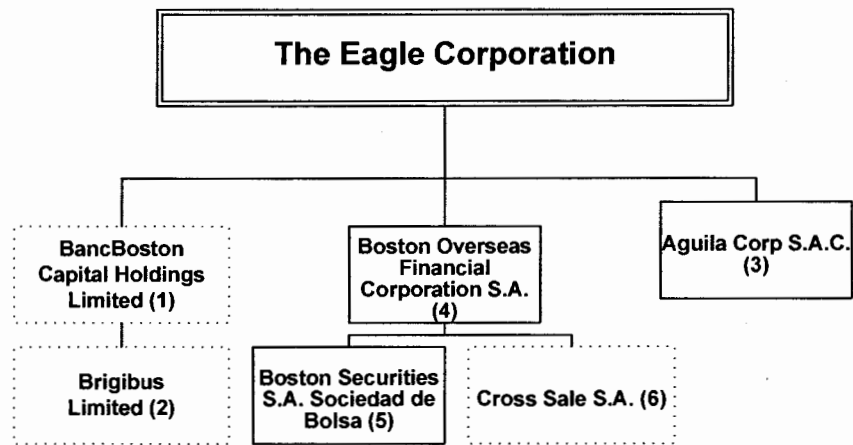 The Eagle Corporation
BancBoston
Capital Holdings
Limited (1)
Boston Overseas
Financial
Corporation S.A.
(4)
Aguila Corp S.A.C.
(3)
Brigibus
Limited (2)
Boston Securities
S.A. Sociedad de
Bolsa (5)
Cross Sale S.A. (6)